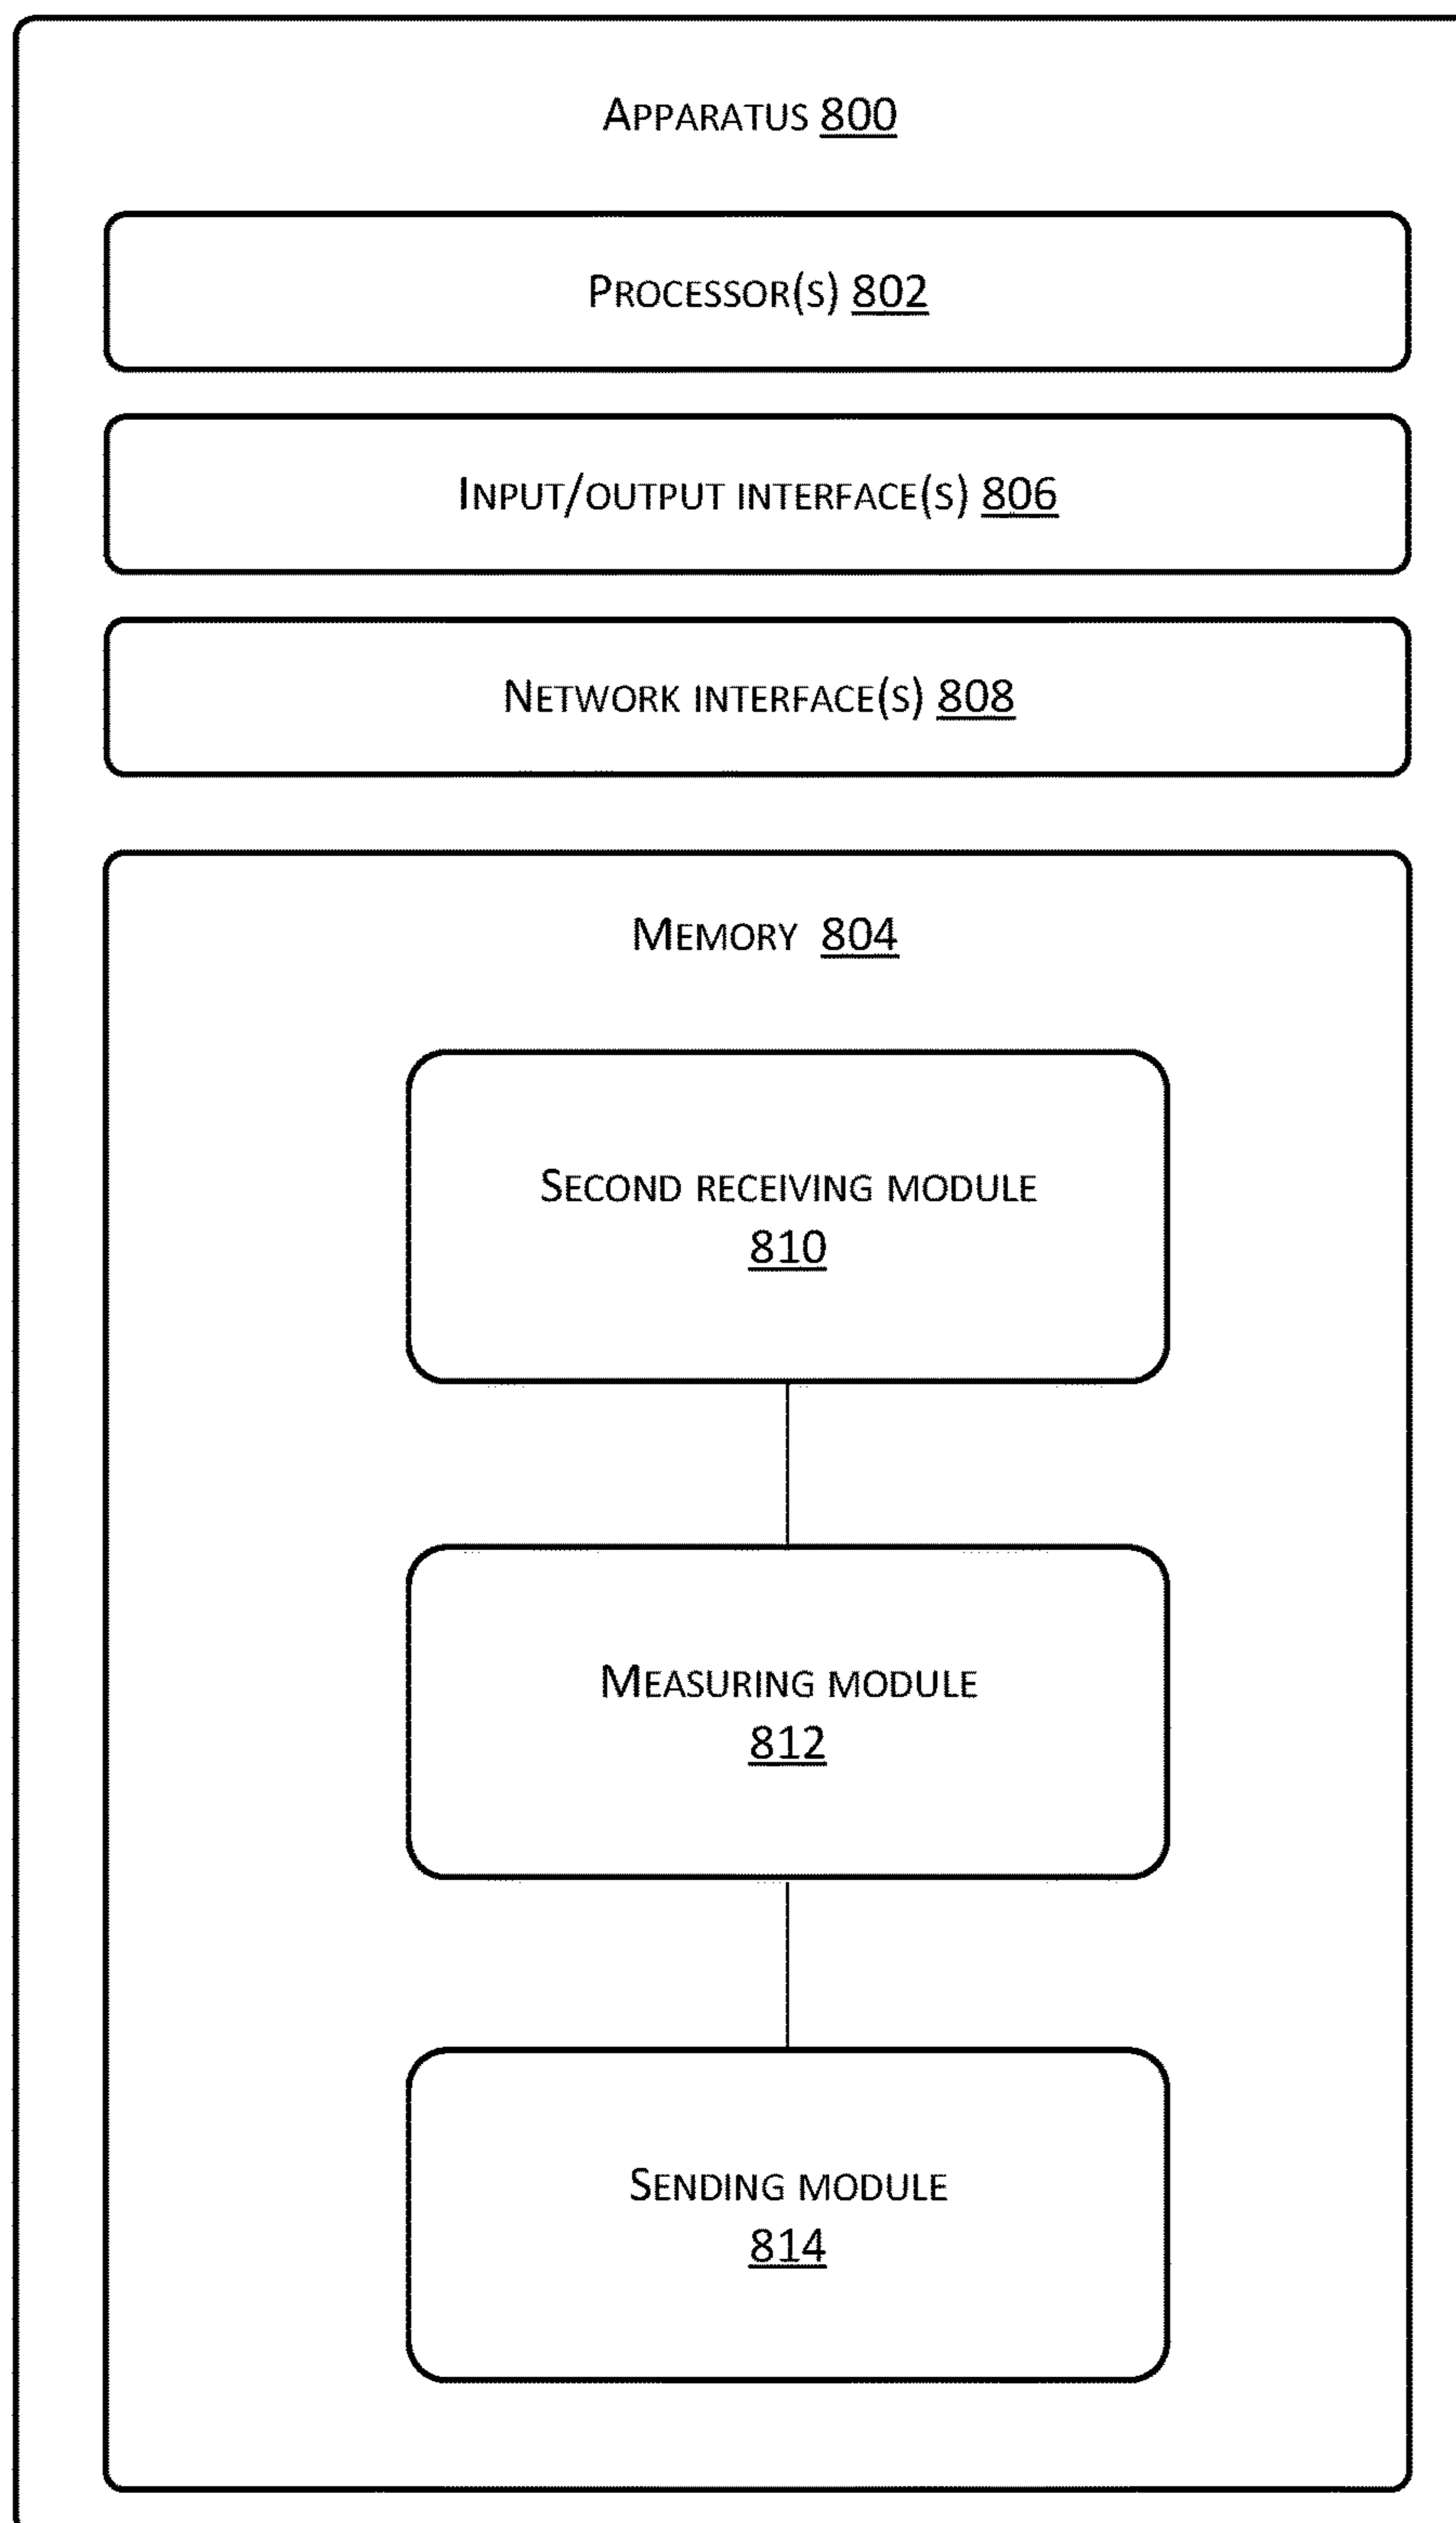 APPARATUS 800
PROCESSOR(S) 802
INPUT/OUTPUT INTERFACE(S) 806
NETWORK INTERFACE(S) 808
MEMORY 804
SECOND RECEIVING MODULE
810
MEASURING MODULE
812
SENDING MODULE
814